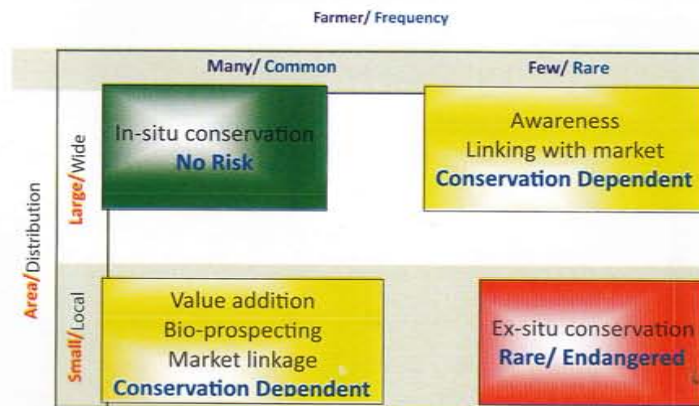 Farmer/ Frequency
Many/ Common
Few/ Rare
Area/Distribution
Large/Wide
In-situ conservation
No Risk
Awareness
Linking with market
Conservation Dependent
Small/Local
Value addition
Bio-prospecting
Market linkage
Conservation Dependent
Ex-situ conservation
Rare/ Endangered